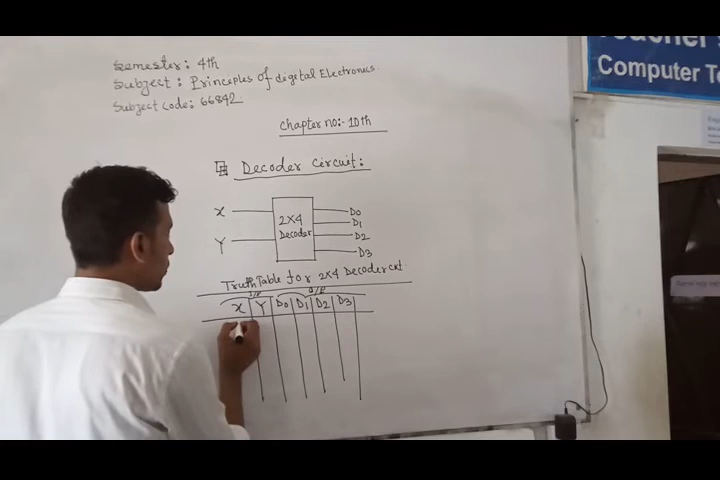 Semester: 4th
Subject: Principles of digital Electronics.
Subject code: 66842
Chapter no:- 10th
Decoder circuit:
X
Y
2x4
Decoder
D0
D1
D2
D3
Truth Table for 2x4 Decoder ckt
I/P O/P
X Y D0 D1 D2 D3
Computer